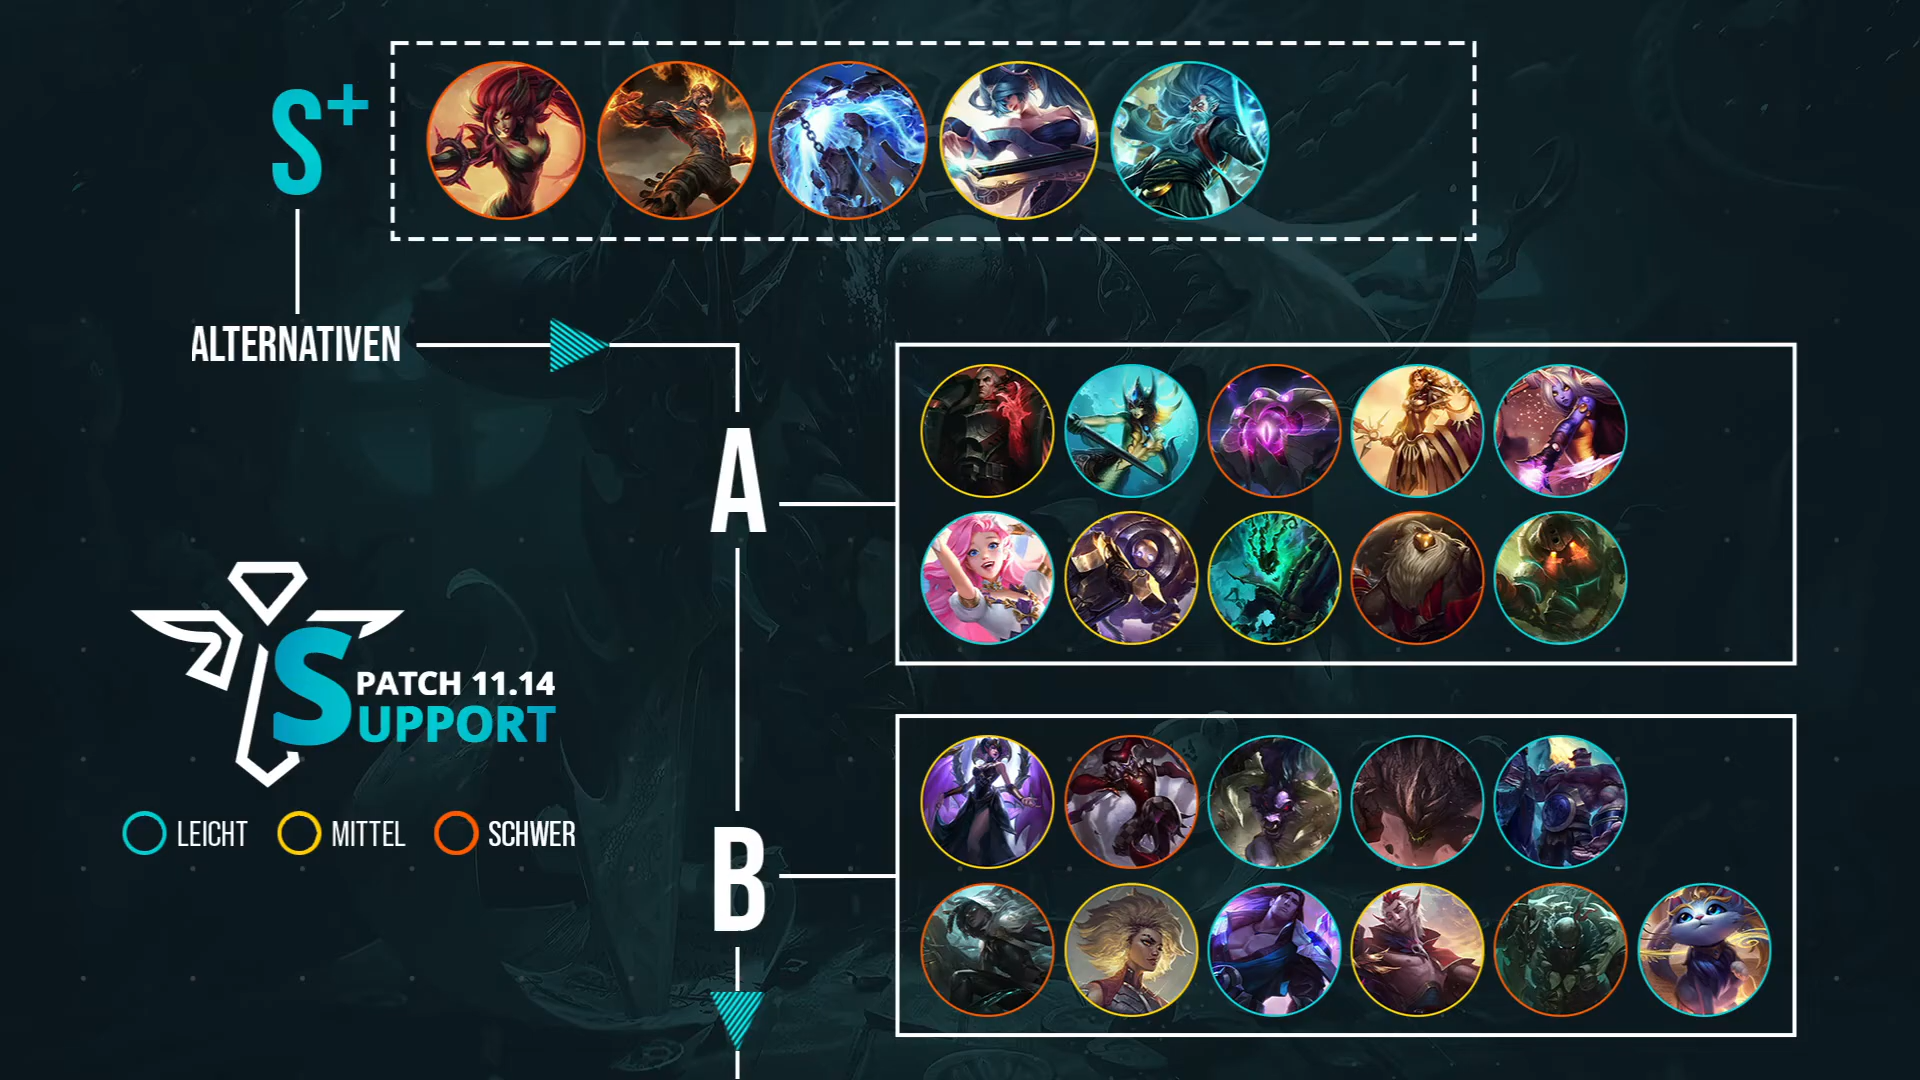 S+
ALTERNATIVEN
A
PATCH 11.14
SUPPORT
LEICHT MITTEL SCHWER
B